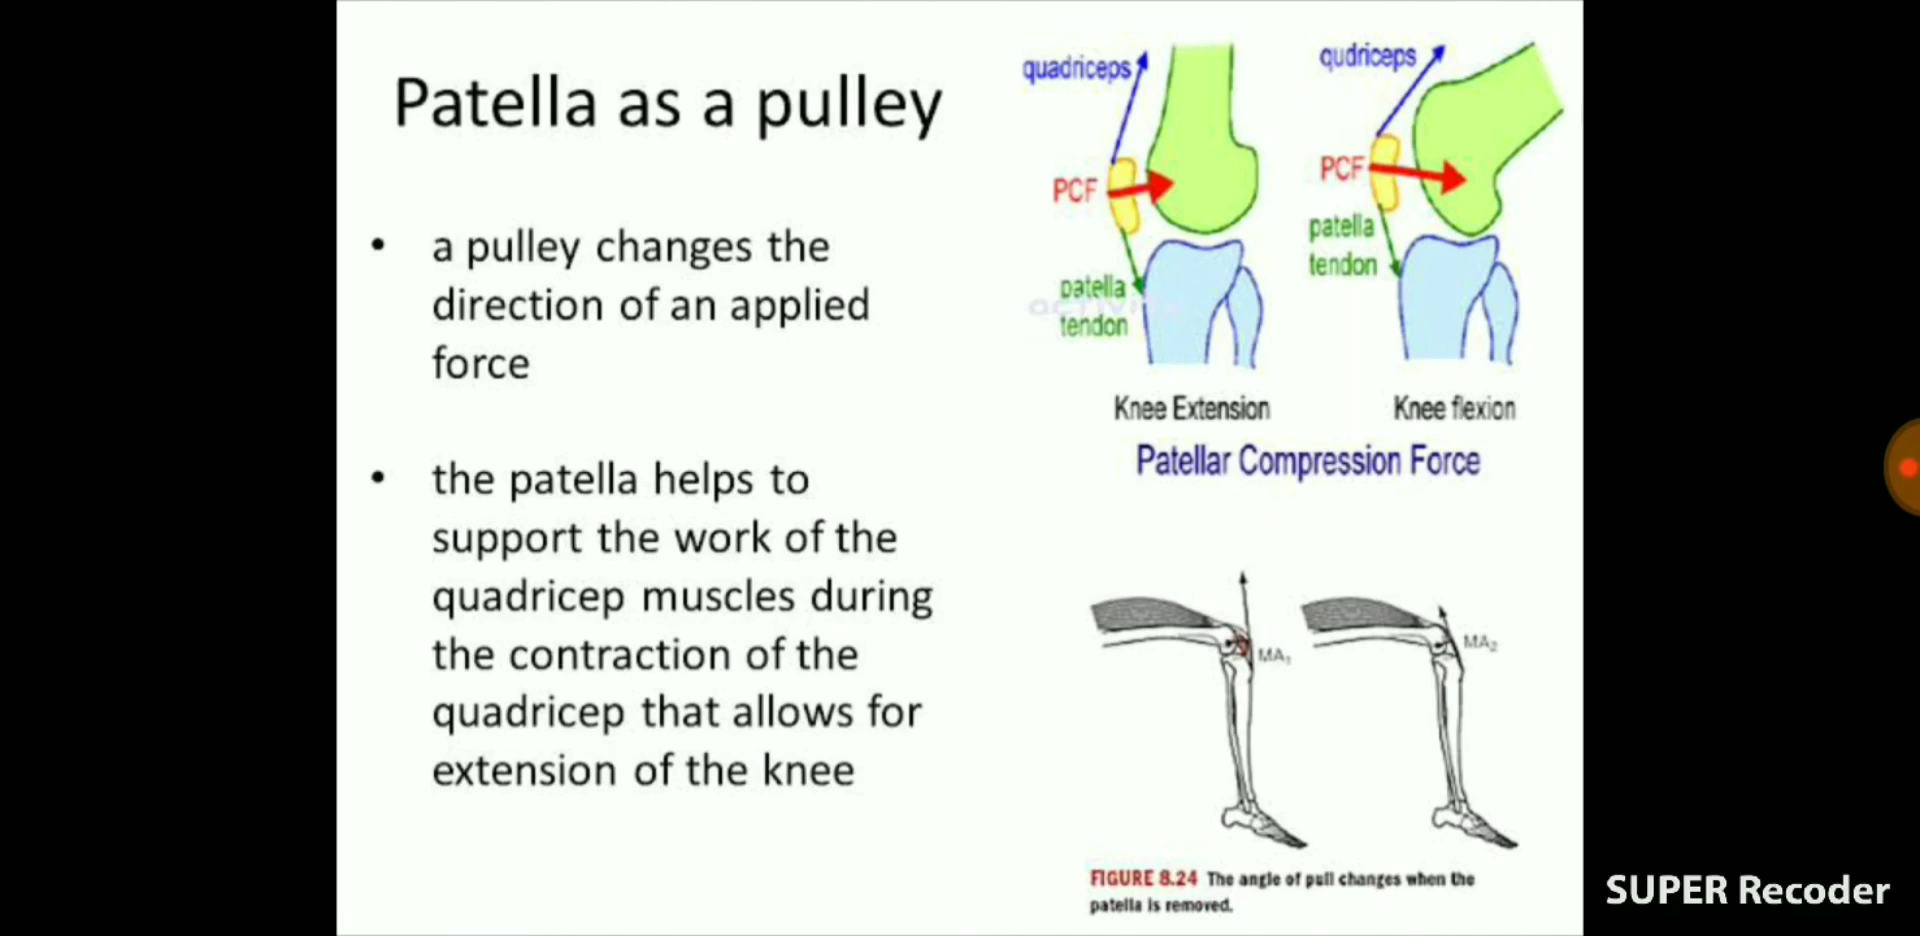 Patella as a pulley
• a pulley changes the
direction of an applied
force
• the patella helps to
support the work of the
quadricep muscles during
the contraction of the
quadricep that allows for
extension of the knee
quadriceps
PCF
patella
tendon
Knee Extension
qudriceps
PCF
patella
tendon
Knee flexion
Patellar Compression Force
MA₁
MA₂
FIGURE 8.24 The angle of pull changes when the
patella is removed.
SUPER Recoder